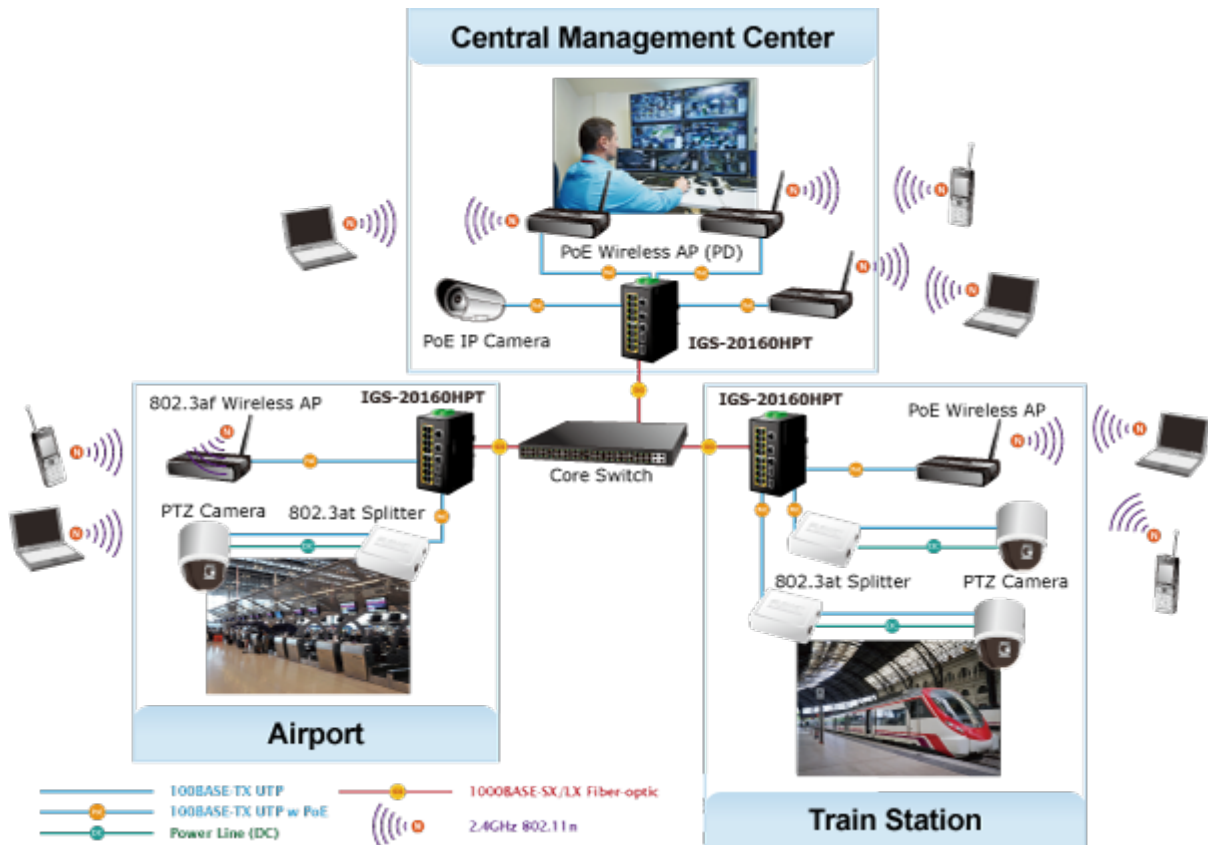 Central Management Center
PoE Wireless AP (PD)
PoE IP Camera
IGS-20160HPT
802.3af Wireless AP
IGS-20160HPT
IGS-20160HPT
PoE Wireless AP
Core Switch
PTZ Camera
802.3at Splitter
802.3at Splitter
PTZ Camera
Airport
Train Station
100BASE-TX UTP
1000BASE-SX/LX Fiber-optic
100BASE-TX UTP w PoE
2.4GHz 802.11n
Power Line (DC)